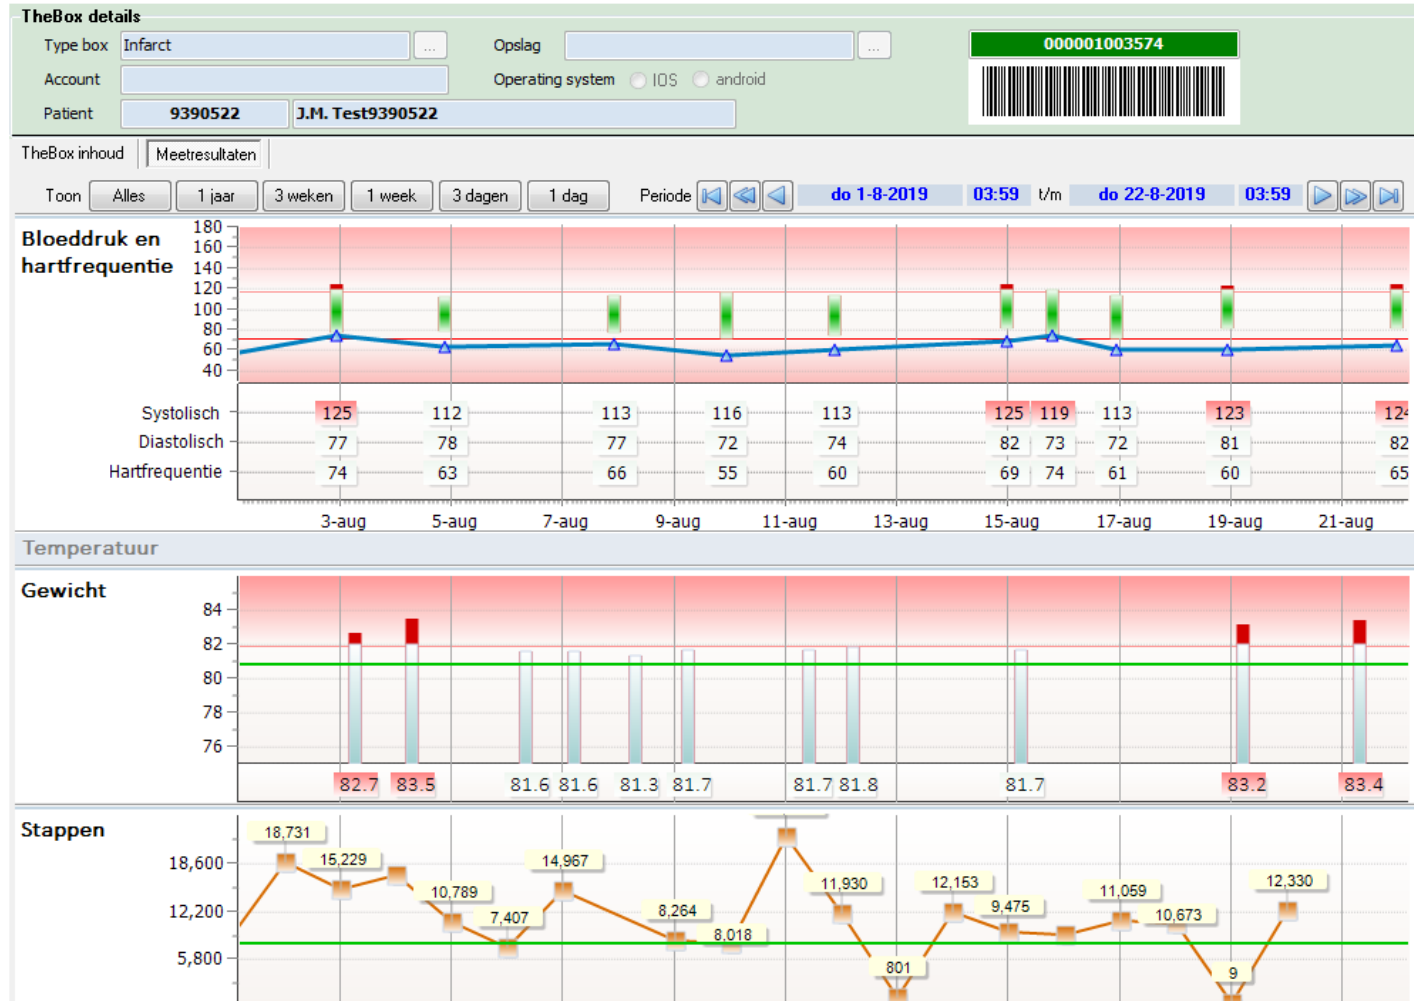 TheBox details
Type box Infarct ... Opslag ... 000001003574
Account Operating system IOS android
Patient 9390522 J.M. Test9390522
TheBox inhoud Meetresultaten
Toon Alles 1 jaar 3 weken 1 week 3 dagen 1 dag Periode do 1-8-2019 03:59 t/m do 22-8-2019 03:59
Bloeddruk en
hartfrequentie
180
160
140
120
100
80
60
40
Systolisch 125 112 113 116 113 125 119 113 123 124
Diastolisch 77 78 77 72 74 82 73 72 81 82
Hartfrequentie 74 63 66 55 60 69 74 61 60 65
3-aug 5-aug 7-aug 9-aug 11-aug 13-aug 15-aug 17-aug 19-aug 21-aug
Temperatuur
Gewicht
84
82
80
78
76
82.7 83.5 81.6 81.6 81.3 81.7 81.7 81.8 81.7 83.2 83.4
Stappen
18,600
12,200
5,800
18,731 15,229 10,789 7,407 14,967 8,264 8,018 11,930 801 12,153 9,475 11,059 10,673 9 12,330